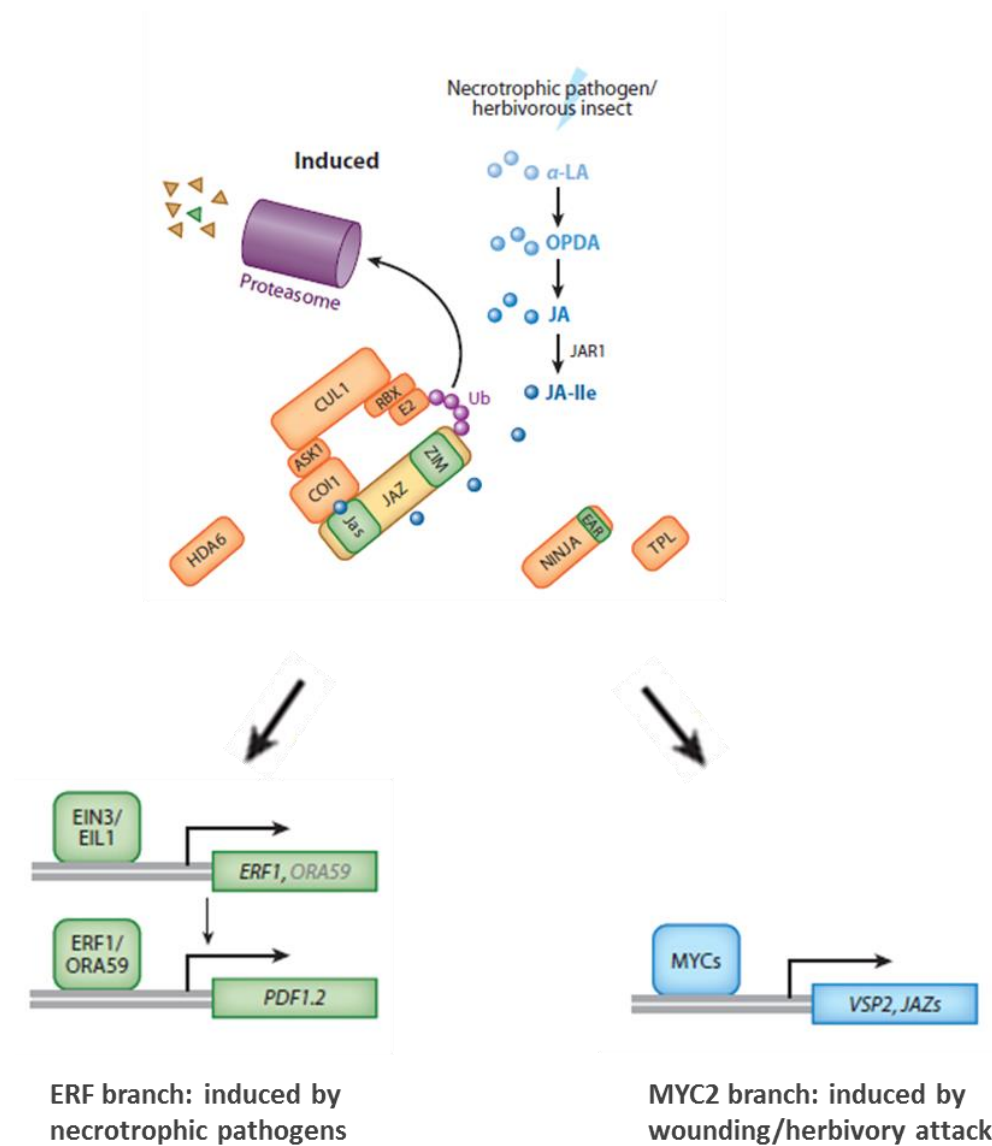 Necrotrophic pathogen/
herbivorous insect
Induced
α-LA
OPDA
Proteasome
JA
JAR1
JA-Ile
CUL1
RBX
E2
Ub
ASK1
COI1
ZIM
JAZ
Jas
HDA6
EAR
NINJA
TPL
EIN3/
EIL1
ERF1, ORA59
ERF1/
ORA59
PDF1.2
MYCs
VSP2, JAZs
ERF branch: induced by
necrotrophic pathogens
MYC2 branch: induced by
wounding/herbivory attack